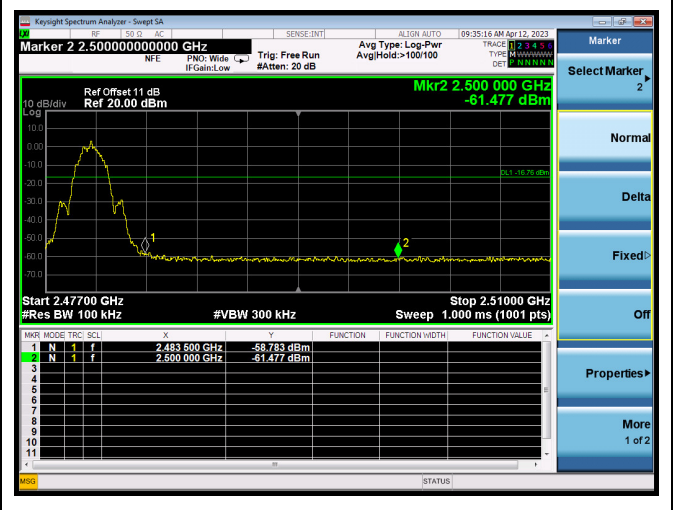 Keysight Spectrum Analyzer - Swept SA
RF 50 Ω AC SENSE:INT ALIGN AUTO 09:35:16 AM Apr 12, 2023
Marker 2 2.500000000000 GHz
NFE
PNO: Wide
IFGain:Low
Trig: Free Run
#Atten: 20 dB
Avg Type: Log-Pwr
Avg|Hold:>100/100
TRACE 1 2 3 4 5 6
TYPE M W W W W W
DET P N N N N N
Ref Offset 11 dB
10 dB/div Ref 20.00 dBm
Log
Mkr2 2.500 000 GHz
-61.477 dBm
10.0
0.00
-10.0
-20.0
-30.0
-40.0
-50.0
-60.0
-70.0
DL1 -16.76 dBm
1
2
Start 2.47700 GHz Stop 2.51000 GHz
#Res BW 100 kHz #VBW 300 kHz Sweep 1.000 ms (1001 pts)
MKR MODE TRC SCL X Y FUNCTION FUNCTION WIDTH FUNCTION VALUE
1 N 1 f 2.483 500 GHz -58.783 dBm
2 N 1 f 2.500 000 GHz -61.477 dBm
3
4
5
6
7
8
9
10
11
MSG STATUS
Marker
Select Marker
2
Normal
Delta
Fixed
Off
Properties
More
1 of 2